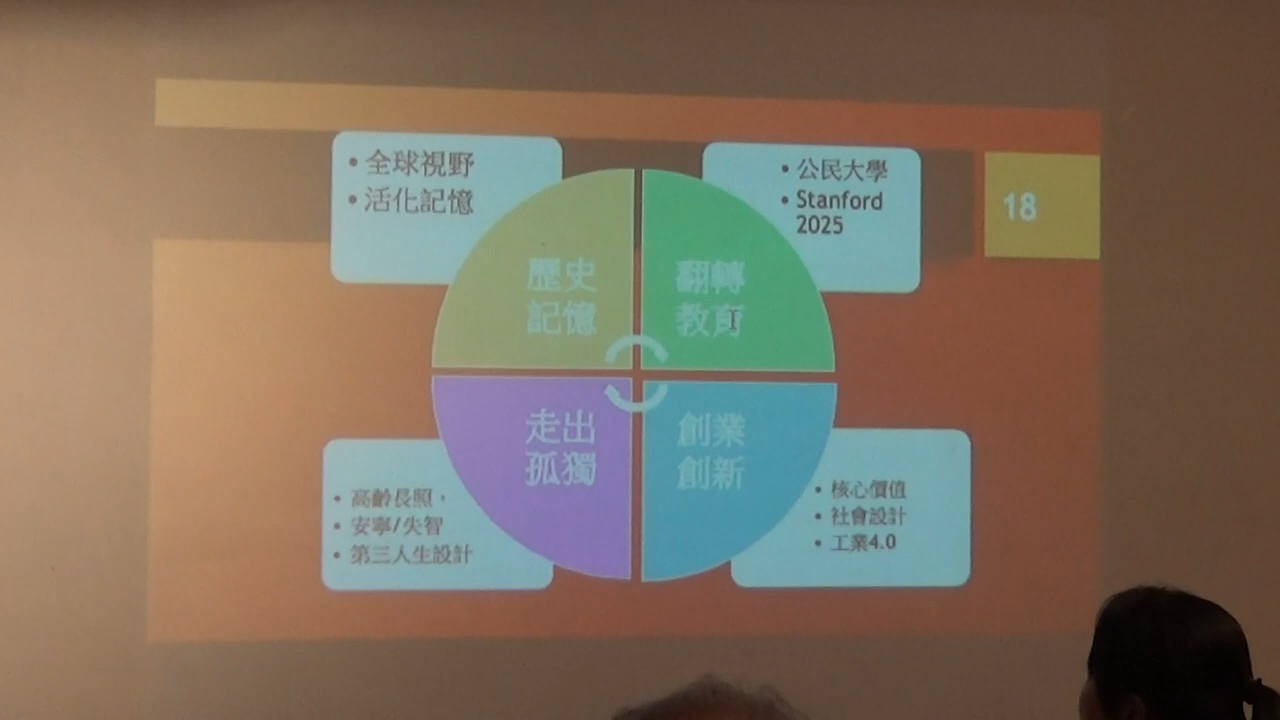 • 全球視野
• 活化記憶
• 公民大學
• Stanford
2025
18
歷史
記憶
翻轉
教育
走出
孤獨
創業
創新
• 高齡長照，
• 安寧/失智
• 第三人生設計
• 核心價值
• 社會設計
• 工業4.0